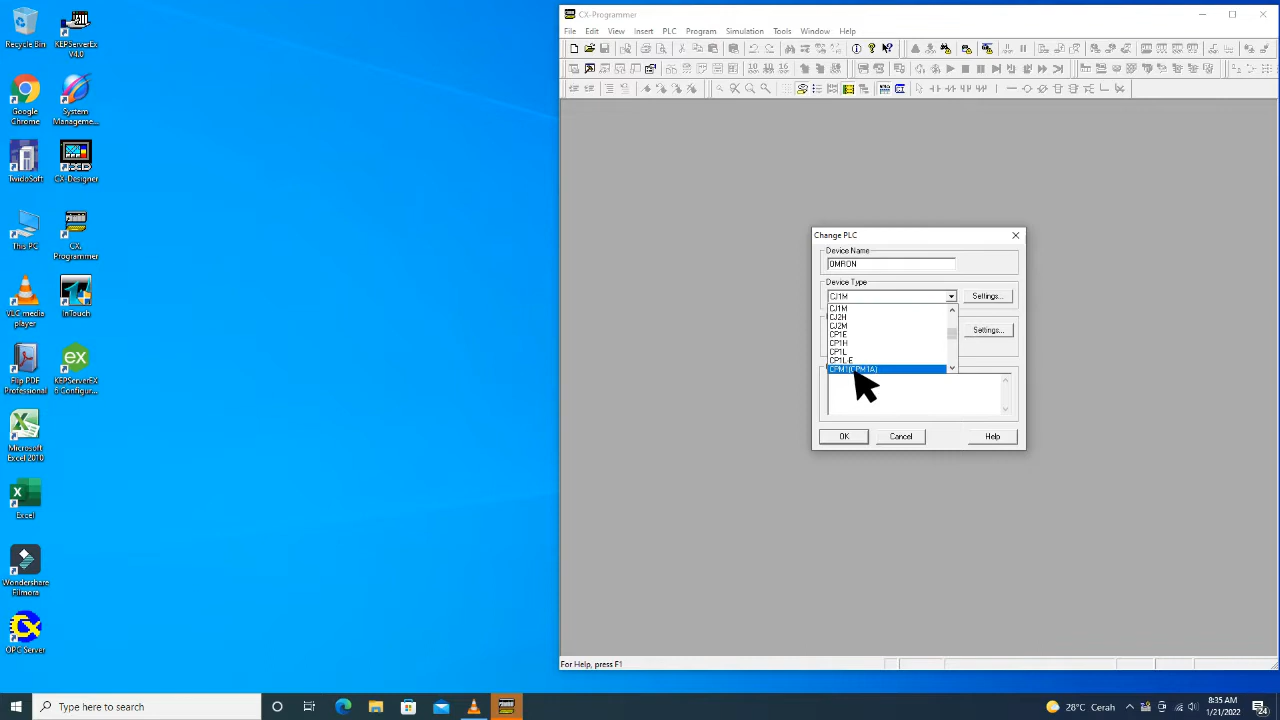 Recycle Bin
KEPServerEx
V4.0
Google
Chrome
System
Manageme...
TwidoSoft
CX-Designer
This PC
CX-
Programmer
VLC media
player
InTouch
Flip PDF
Professional
KEPServerEX
6 Configur...
Microsoft
Excel 2010
Excel
Wondershare
Filmora
OPC Server
CX-Programmer
File Edit View Insert PLC Program Simulation Tools Window Help
Change PLC
Device Name
OMRON
Device Type
CJ1M
Settings...
CJ1M
CJ2H
CJ2M
CP1E
CP1H
CP1L
CP1L-E
CPM1(CPM1A)
Settings...
OK Cancel Help
For Help, press F1
Type here to search
28°C Cerah
8:35 AM
1/21/2022
24